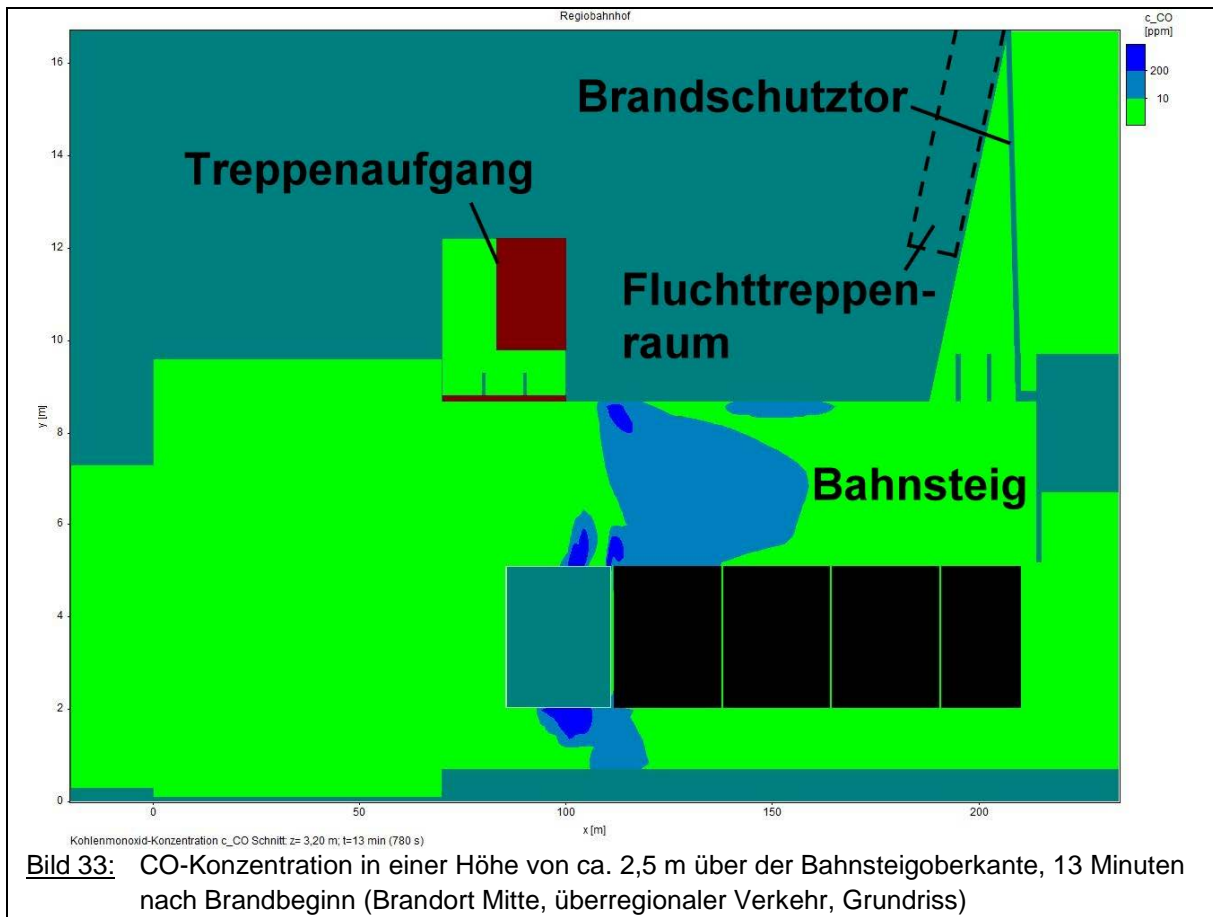 Regiobahnhof
c_CO
[ppm]
200
10
16
14
12
10
8
6
4
2
0
y [m]
Brandschutztor
Treppenaufgang
Fluchttreppen-
raum
Bahnsteig
0
50
100
150
200
x [m]
Kohlenmonoxid-Konzentration c_CO Schnitt: z= 3,20 m; t=13 min (780 s)
Bild 33: CO-Konzentration in einer Höhe von ca. 2,5 m über der Bahnsteigoberkante, 13 Minuten
nach Brandbeginn (Brandort Mitte, überregionaler Verkehr, Grundriss)